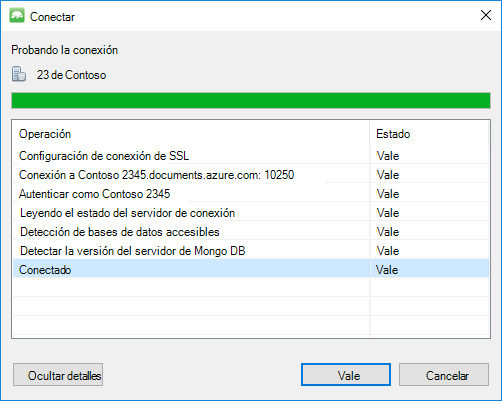 Conectar
Probando la conexión
23 de Contoso
Operación Estado
Configuración de conexión de SSL Vale
Conexión a Contoso 2345.documents.azure.com: 10250 Vale
Autenticar como Contoso 2345 Vale
Leyendo el estado del servidor de conexión Vale
Detección de bases de datos accesibles Vale
Detectar la versión del servidor de Mongo DB Vale
Conectado Vale
Ocultar detalles Vale Cancelar